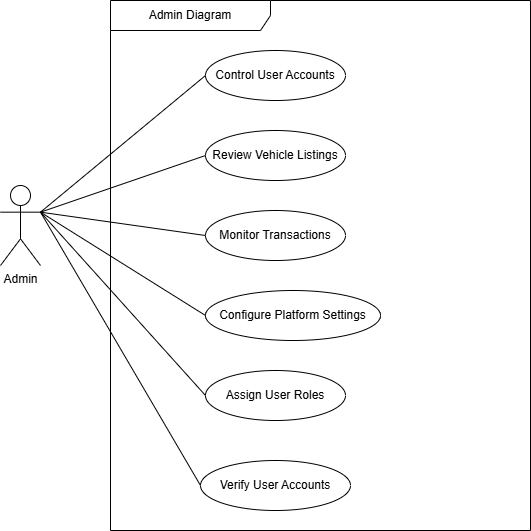 Admin Diagram
Control User Accounts
Review Vehicle Listings
Monitor Transactions
Admin
Configure Platform Settings
Assign User Roles
Verify User Accounts